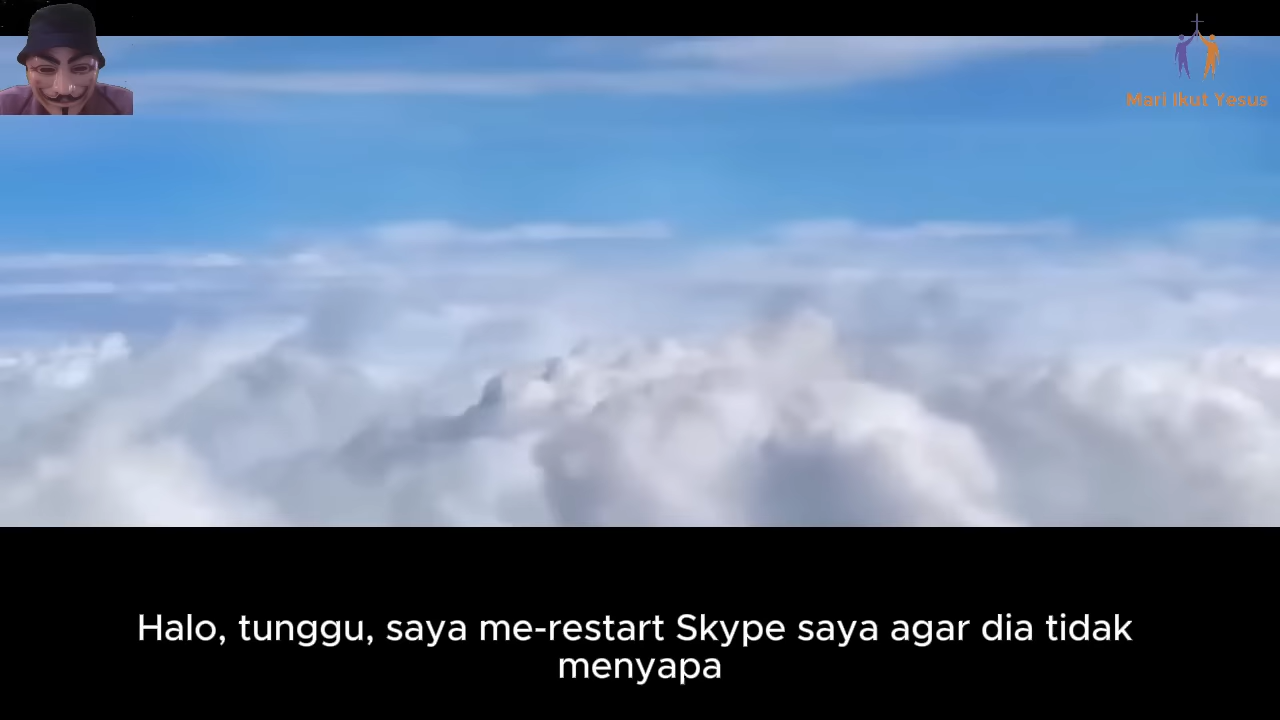 Mari Ikut Yesus
Halo, tunggu, saya me-restart Skype saya agar dia tidak
menyapa